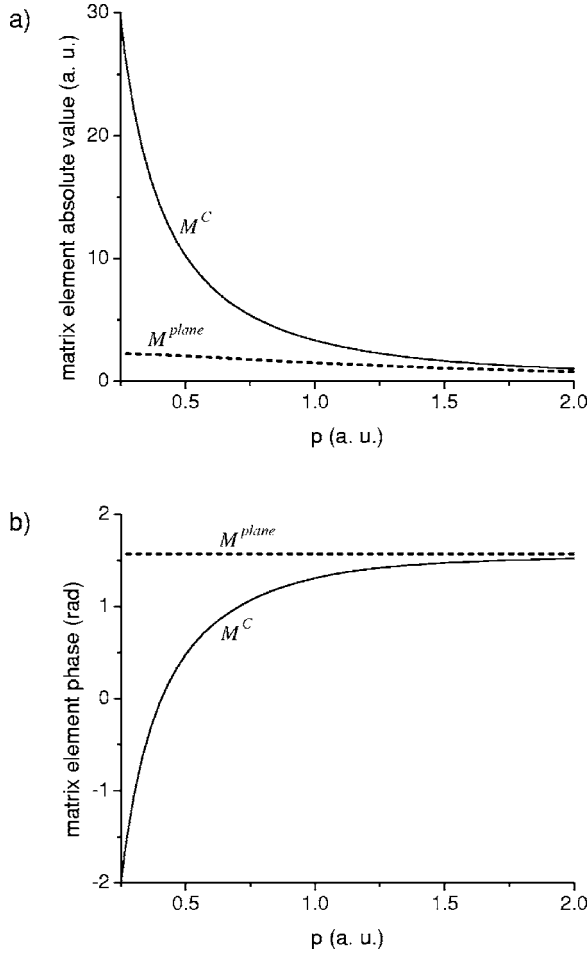 a)
matrix element absolute value (a. u.)
30
20
10
0
M^C
M^plane
0.5
1.0
1.5
2.0
p (a. u.)
b)
matrix element phase (rad)
2
1
0
-1
-2
M^plane
M^C
0.5
1.0
1.5
2.0
p (a. u.)